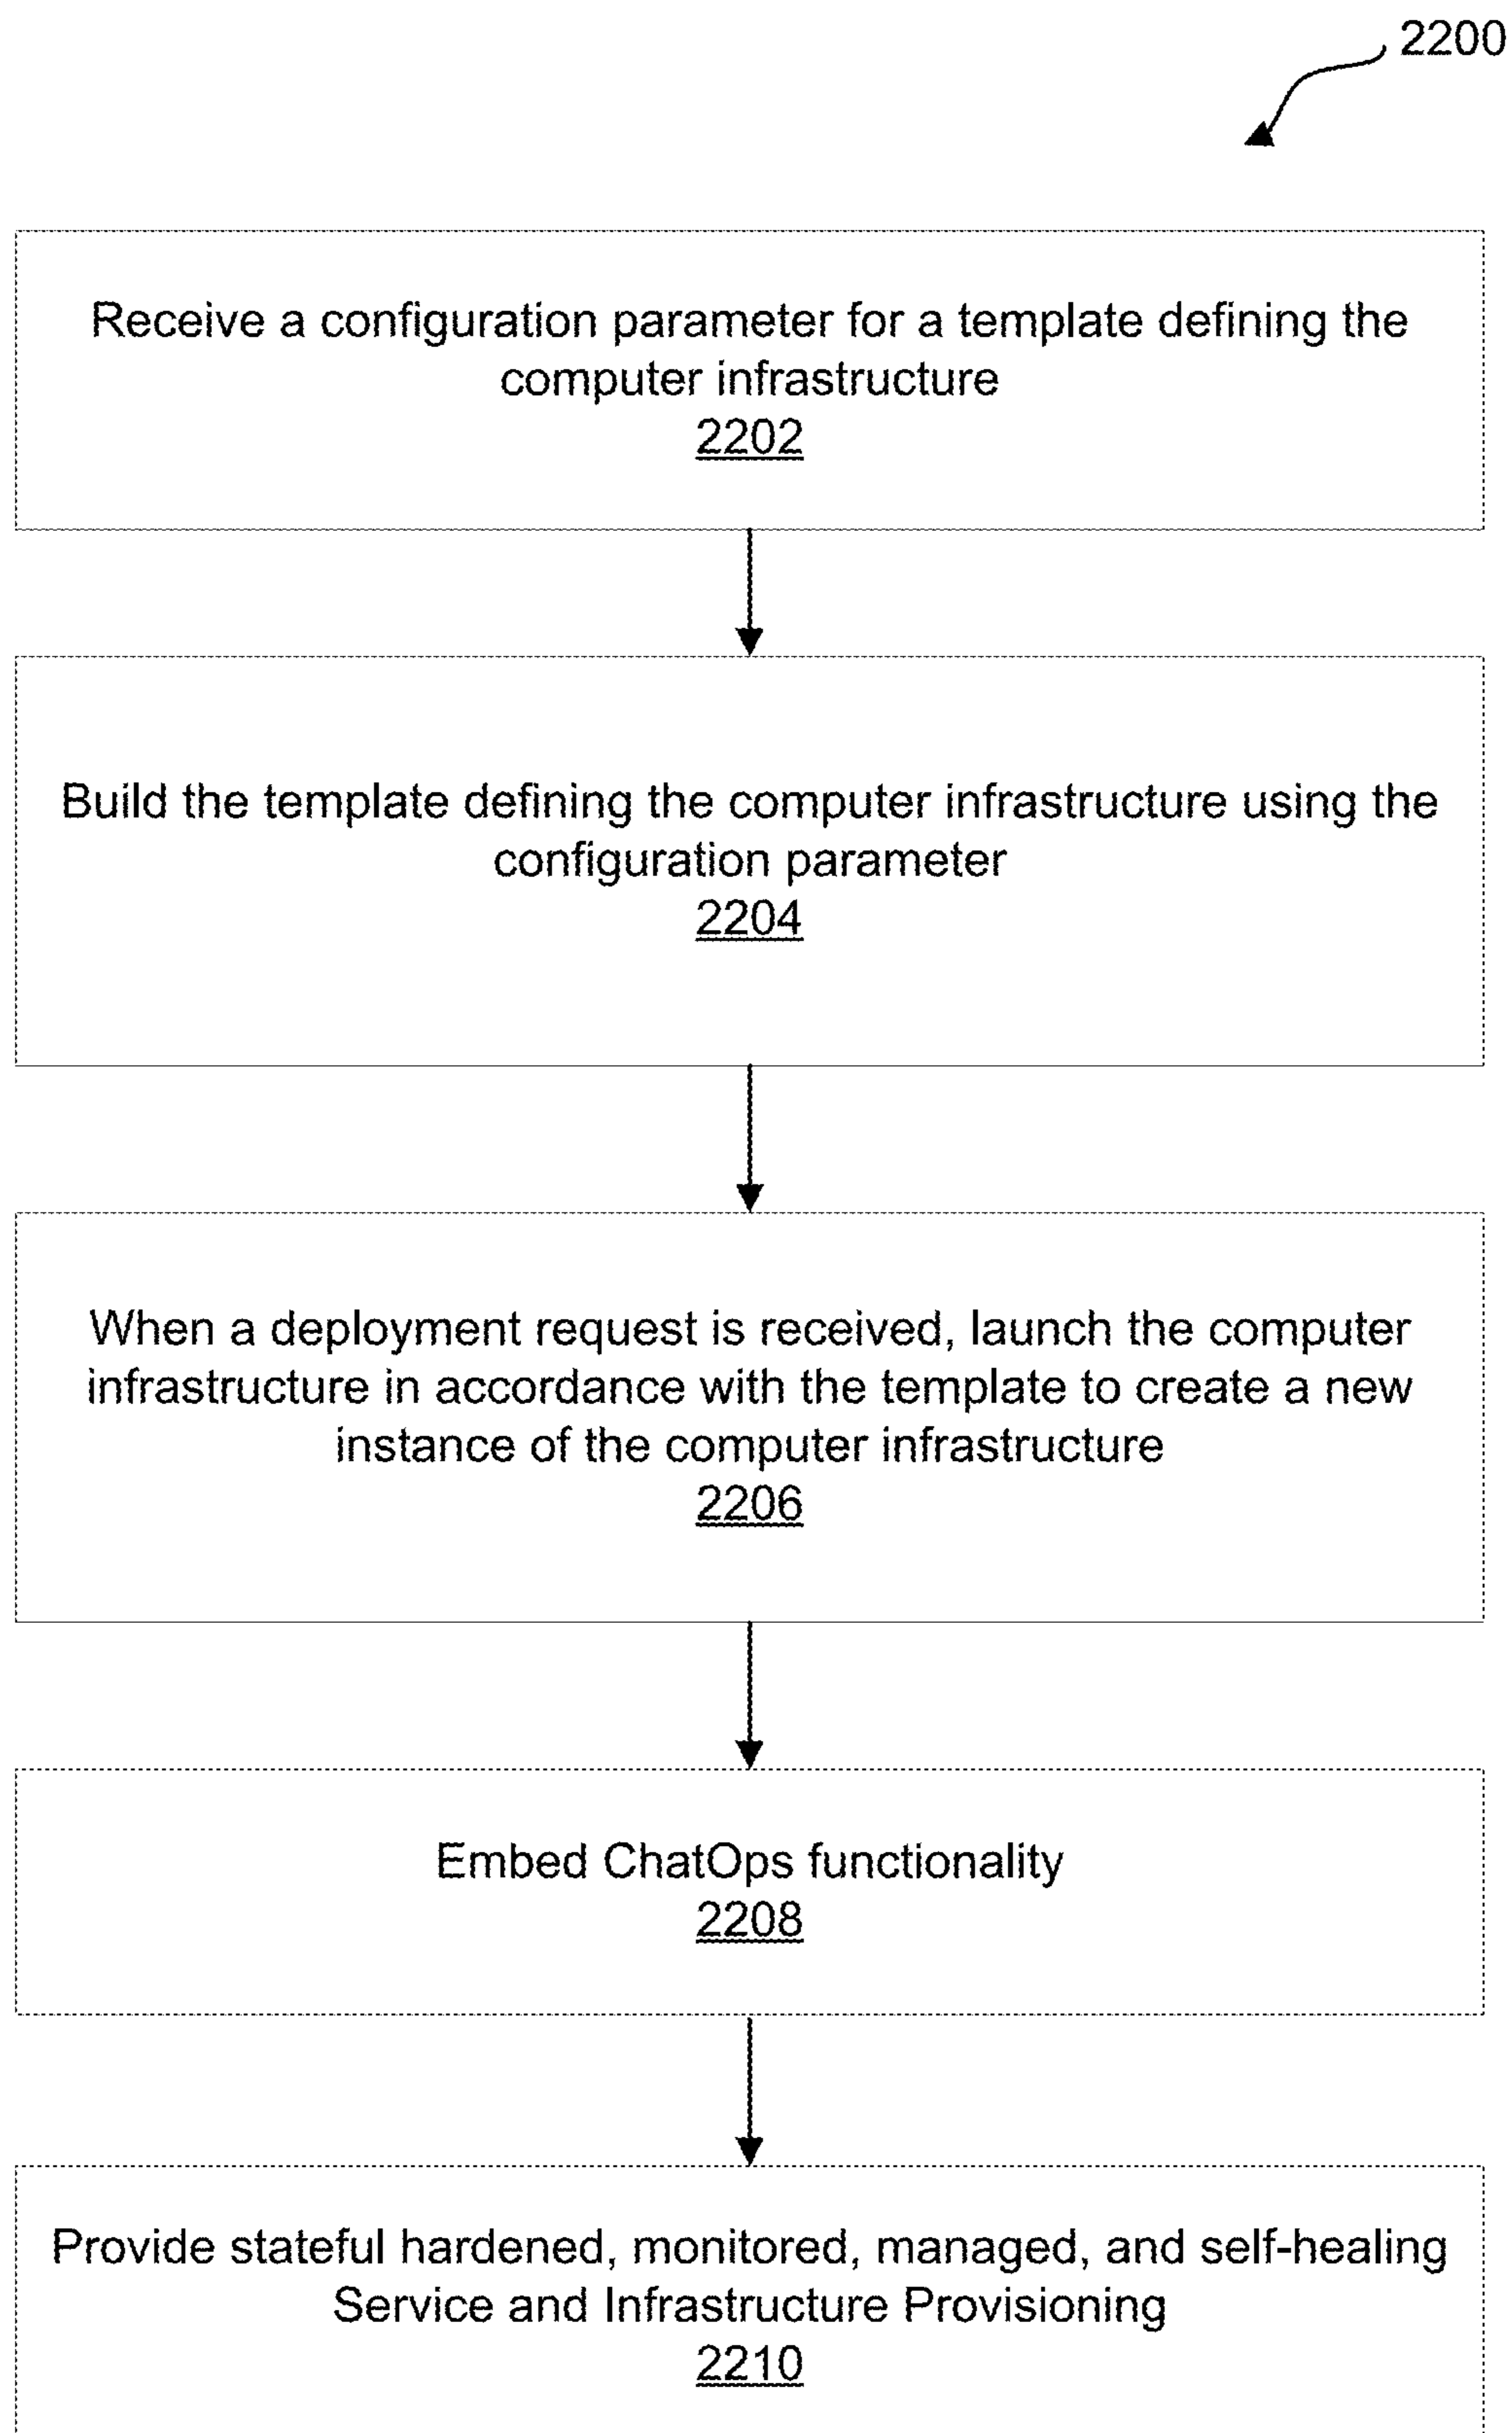 2200
Receive a configuration parameter for a template defining the
computer infrastructure
2202
Build the template defining the computer infrastructure using the
configuration parameter
2204
When a deployment request is received, launch the computer
infrastructure in accordance with the template to create a new
instance of the computer infrastructure
2206
Embed ChatOps functionality
2208
Provide stateful hardened, monitored, managed, and self-healing
Service and Infrastructure Provisioning
2210